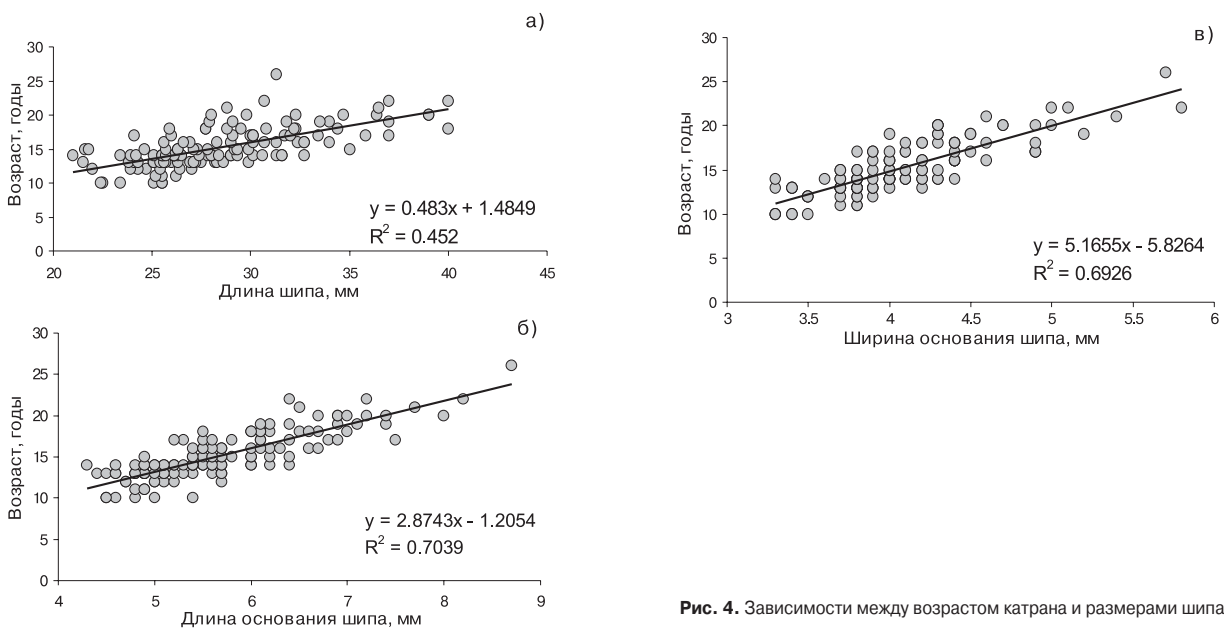 а)
30
25
20
15
10
5
0
Возраст, годы
y = 0.483x + 1.4849
R² = 0.452
20 25 30 35 40 45
Длина шипа, мм
б)
30
25
20
15
10
5
0
Возраст, годы
y = 2.8743x - 1.2054
R² = 0.7039
4 5 6 7 8 9
Длина основания шипа, мм
в)
30
25
20
15
10
5
0
Возраст, годы
y = 5.1655x - 5.8264
R² = 0.6926
3 3.5 4 4.5 5 5.5 6
Ширина основания шипа, мм
Рис. 4. Зависимости между возрастом катрана и размерами шипа